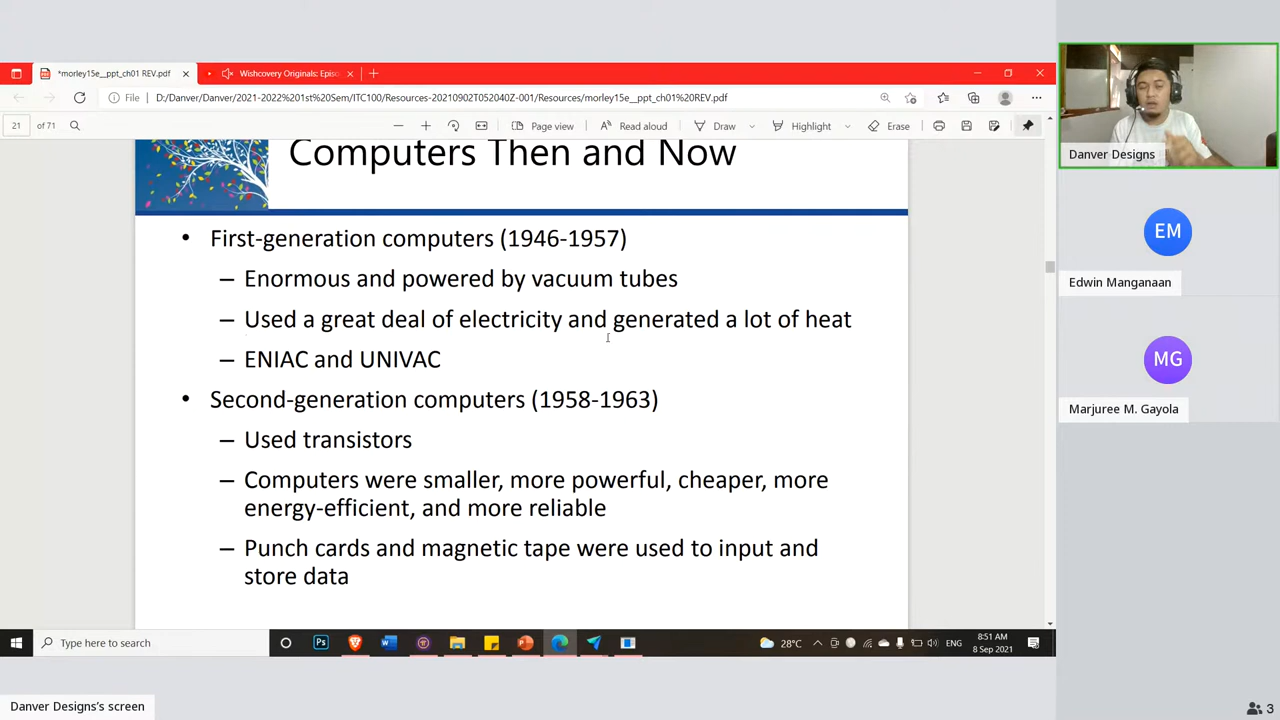 *morley15e__ppt_ch01 REV.pdf
Wishcovery Originals: Episo
File
D:/Danver/Danver/2021-2022%201st%20Sem/ITC100/Resources-20210902T052040Z-001/Resources/morley15e__ppt_ch01%20REV.pdf
21 of 71
Page view
Read aloud
Draw
Highlight
Erase
Computers Then and Now
• First-generation computers (1946-1957)
– Enormous and powered by vacuum tubes
– Used a great deal of electricity and generated a lot of heat
– ENIAC and UNIVAC
• Second-generation computers (1958-1963)
– Used transistors
– Computers were smaller, more powerful, cheaper, more
energy-efficient, and more reliable
– Punch cards and magnetic tape were used to input and
store data
Danver Designs
EM
Edwin Manganaan
MG
Marjuree M. Gayola
Type here to search
Ps
28°C
ENG
8:51 AM
8 Sep 2021
Danver Designs's screen
3